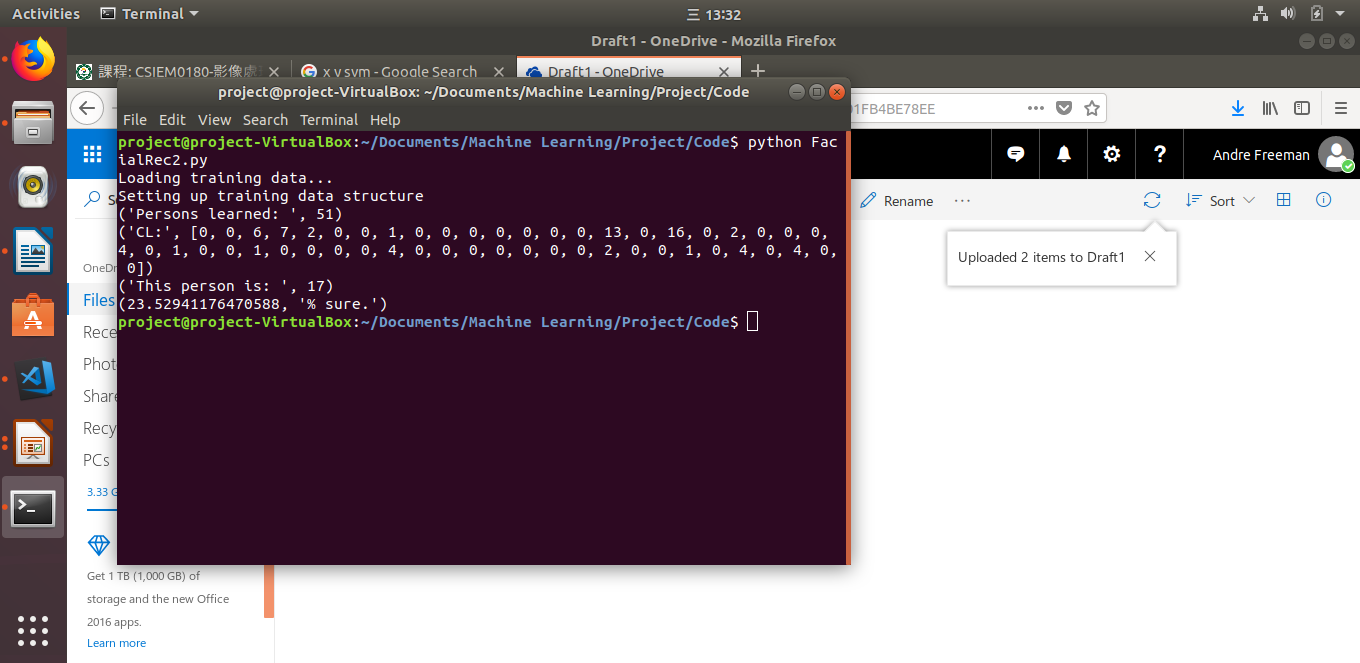 Activities Terminal 三 13:32
Draft1 - OneDrive - Mozilla Firefox
課程: CSIEM0180-影像處
x y svm - Google Search
Draft1 - OneDrive
project@project-VirtualBox: ~/Documents/Machine Learning/Project/Code
1FB4BE78EE
File Edit View Search Terminal Help
project@project-VirtualBox:~/Documents/Machine Learning/Project/Code$ python Fac
ialRec2.py
Loading training data...
Setting up training data structure
('Persons learned: ', 51)
('CL:', [0, 0, 6, 7, 2, 0, 0, 1, 0, 0, 0, 0, 0, 0, 0, 13, 0, 16, 0, 2, 0, 0, 0,
4, 0, 1, 0, 0, 1, 0, 0, 0, 0, 4, 0, 0, 0, 0, 0, 0, 0, 2, 0, 0, 1, 0, 4, 0, 4, 0,
0])
('This person is: ', 17)
(23.52941176470588, '% sure.')
project@project-VirtualBox:~/Documents/Machine Learning/Project/Code$
Andre Freeman
S
Rename
Sort
Uploaded 2 items to Draft1
OneDr
Files
Rece
Phot
Share
Recy
PCs
3.33 G
Get 1 TB (1,000 GB) of
storage and the new Office
2016 apps.
Learn more